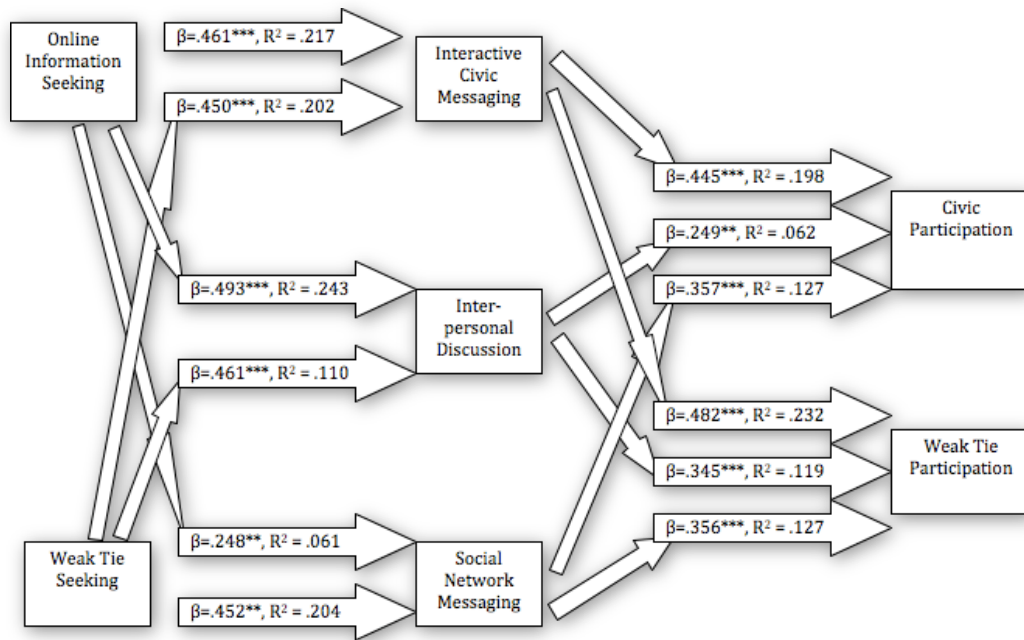 Online
Information
Seeking
β=.461***, R² = .217
β=.450***, R² = .202
Interactive
Civic
Messaging
β=.445***, R² = .198
β=.249**, R² = .062
β=.357***, R² = .127
Civic
Participation
β=.493***, R² = .243
β=.461***, R² = .110
Inter-
personal
Discussion
β=.482***, R² = .232
β=.345***, R² = .119
β=.356***, R² = .127
Weak Tie
Participation
Weak Tie
Seeking
β=.248**, R² = .061
β=.452**, R² = .204
Social
Network
Messaging